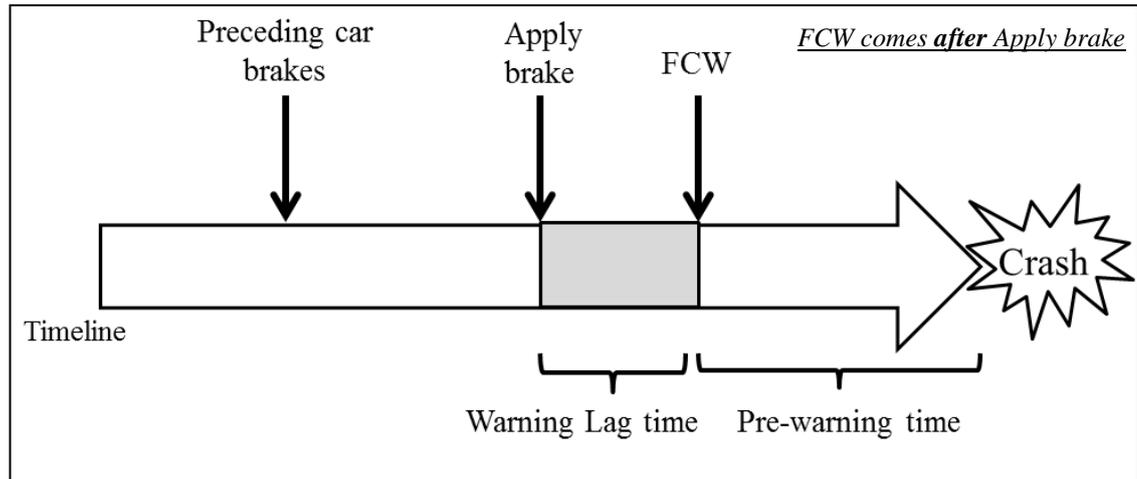 Preceding car
brakes
Apply
brake
FCW
FCW comes after Apply brake
Crash
Timeline
Warning Lag time
Pre-warning time